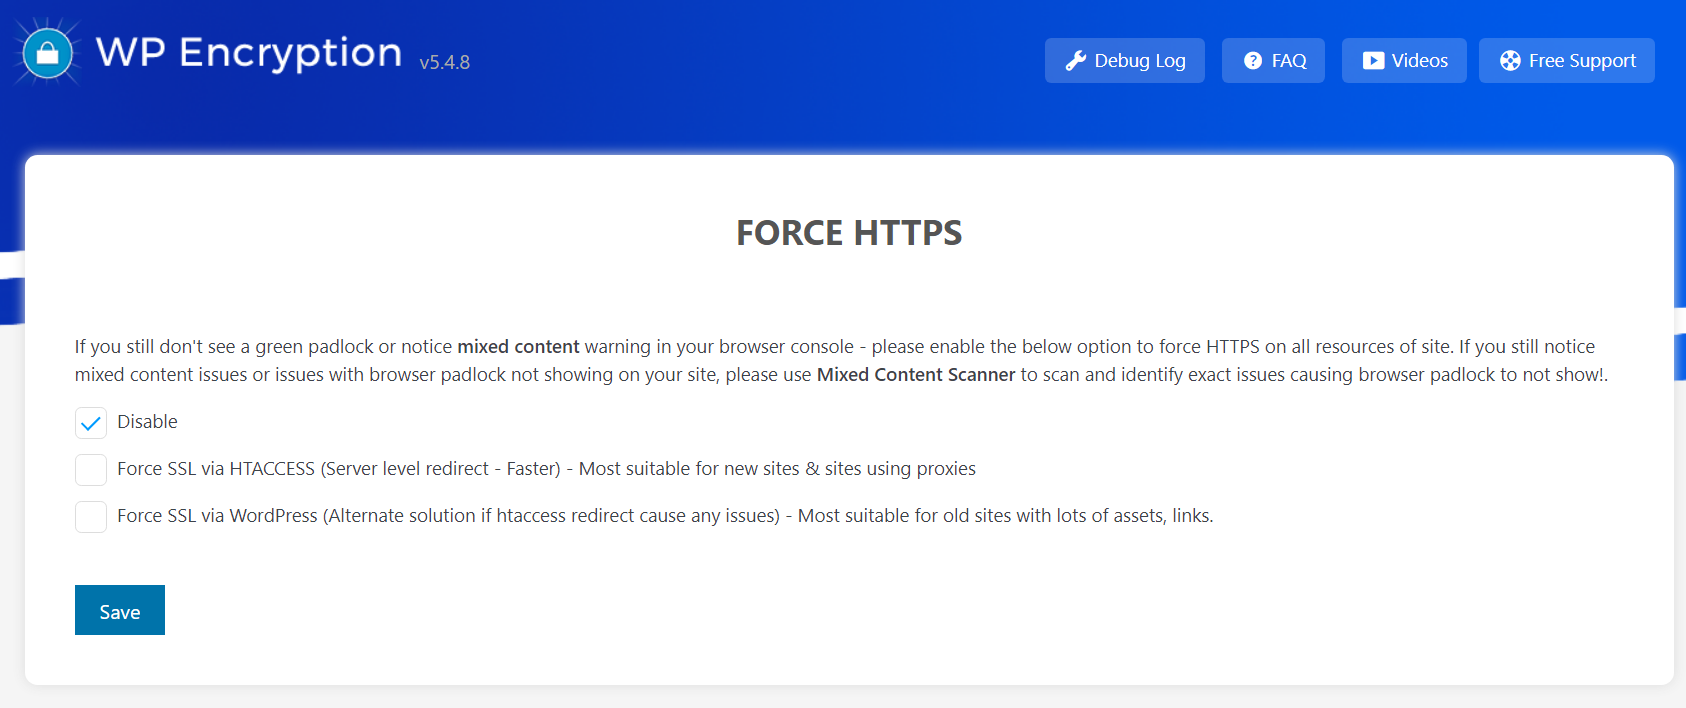 WP Encryption v5.4.8
Debug Log
FAQ
Videos
Free Support
FORCE HTTPS
If you still don't see a green padlock or notice mixed content warning in your browser console - please enable the below option to force HTTPS on all resources of site. If you still notice
mixed content issues or issues with browser padlock not showing on your site, please use Mixed Content Scanner to scan and identify exact issues causing browser padlock to not show!.
Disable
Force SSL via HTACCESS (Server level redirect - Faster) - Most suitable for new sites & sites using proxies
Force SSL via WordPress (Alternate solution if htaccess redirect cause any issues) - Most suitable for old sites with lots of assets, links.
Save